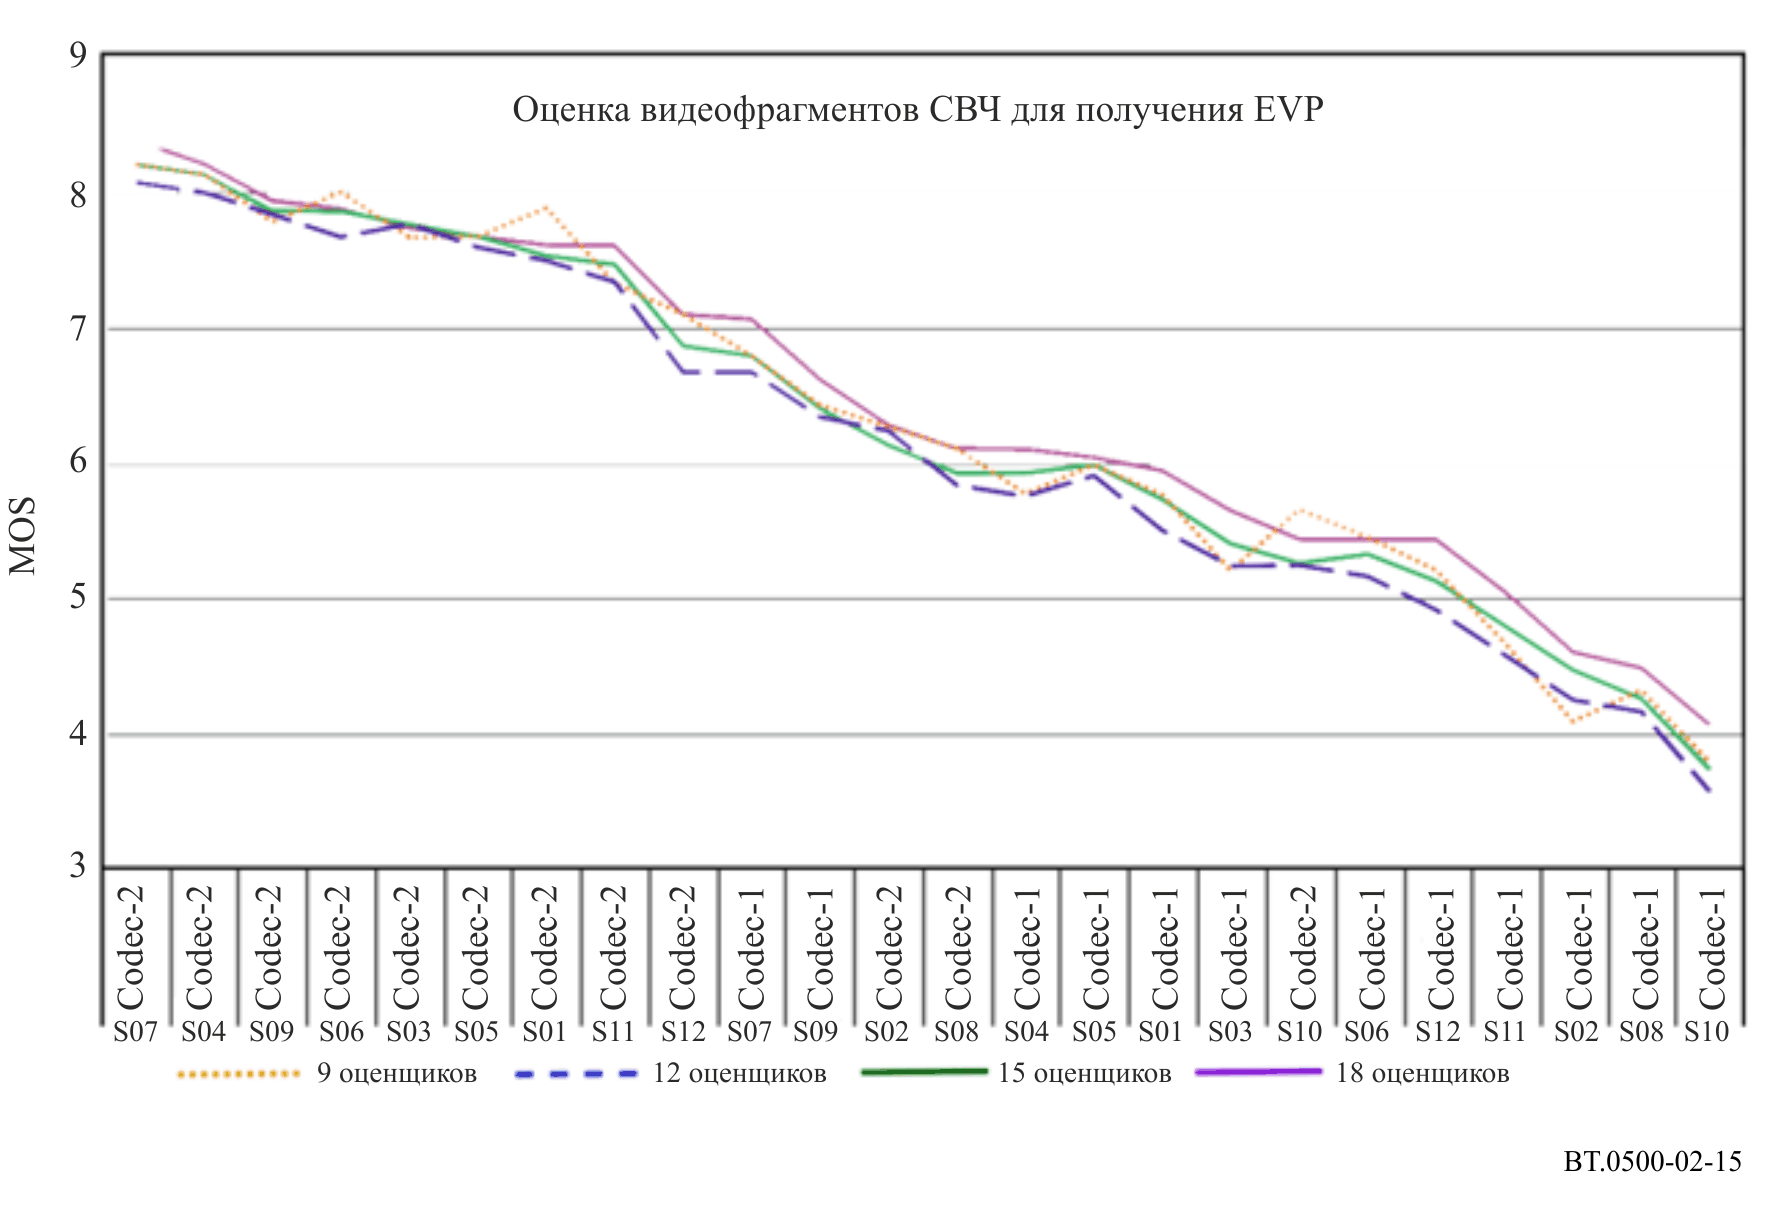 Оценка видеофрагментов СВЧ для получения EVP
MOS
9
8
7
6
5
4
3
Codec-2 Codec-2 Codec-2 Codec-2 Codec-2 Codec-2 Codec-2 Codec-2 Codec-2 Codec-1 Codec-1 Codec-2 Codec-2 Codec-1 Codec-1 Codec-1 Codec-1 Codec-2 Codec-1 Codec-1 Codec-1 Codec-1 Codec-1 Codec-1
S07 S04 S09 S06 S03 S05 S01 S11 S12 S07 S09 S02 S08 S04 S05 S01 S03 S10 S06 S12 S11 S02 S08 S10
9 оценщиков 12 оценщиков 15 оценщиков 18 оценщиков
BT.0500-02-15